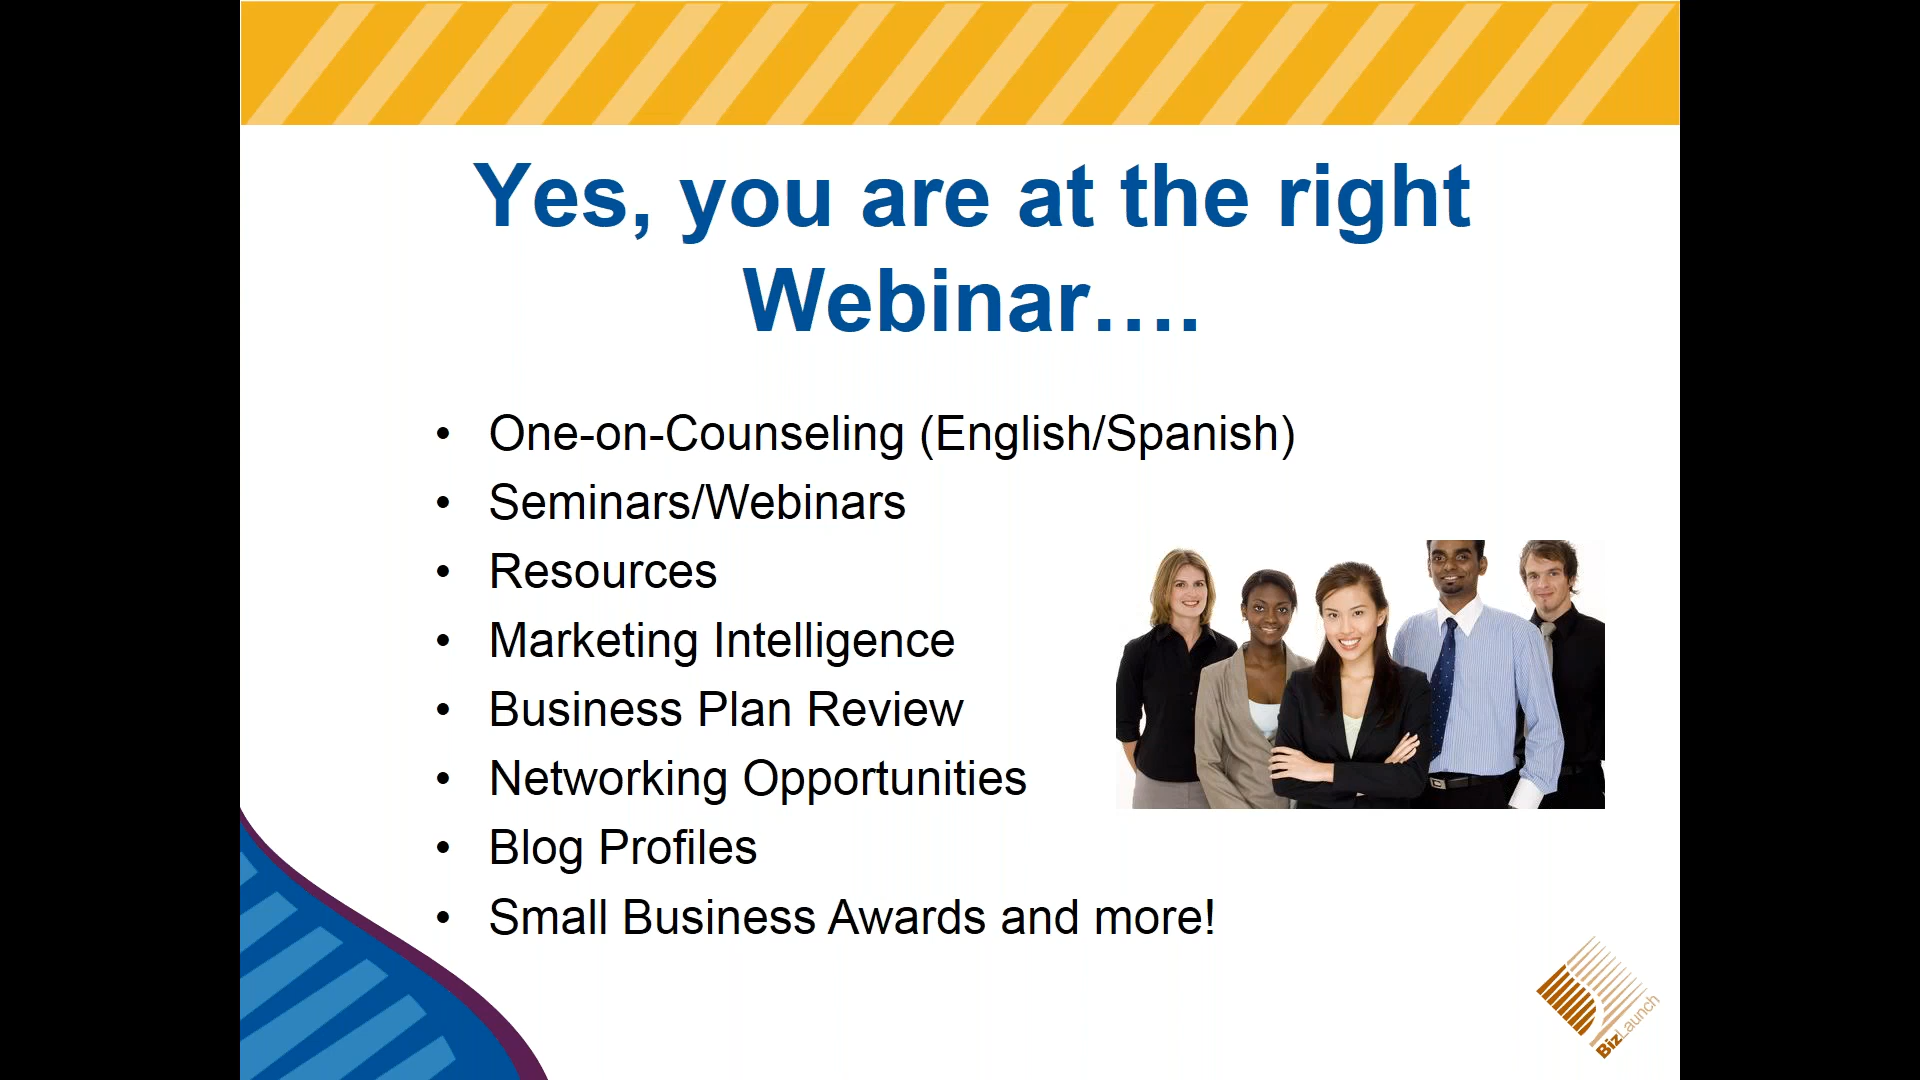 Yes, you are at the right
Webinar….
• One-on-Counseling (English/Spanish)
• Seminars/Webinars
• Resources
• Marketing Intelligence
• Business Plan Review
• Networking Opportunities
• Blog Profiles
• Small Business Awards and more!
BizLaunch